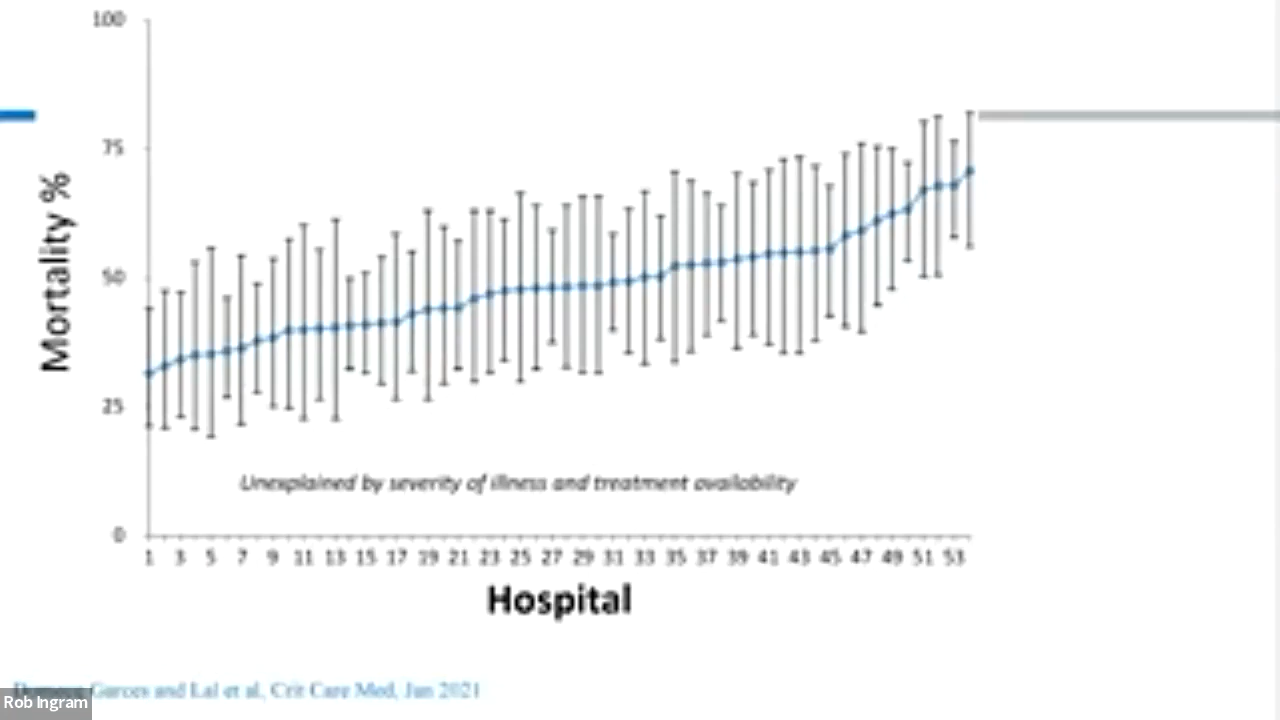 100
75
50
25
0
Mortality %
Unexplained by severity of illness and treatment availability
1 3 5 7 9 11 13 15 17 19 21 23 25 27 29 31 33 35 37 39 41 43 45 47 49 51 53
Hospital
Garces and Lal et al, Crit Care Med, Jun 2021
Rob Ingram